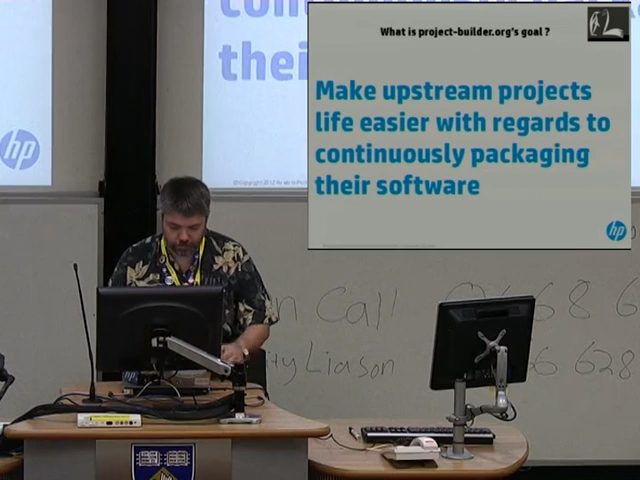 What is project-builder.org's goal ?
Make upstream projects
life easier with regards to
continuously packaging
their software
hp
hp
thei
n Call
Liason
628